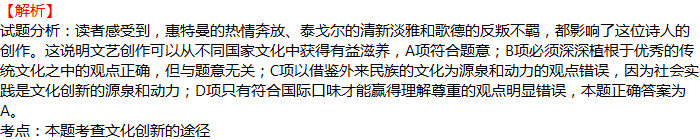 【解析】
试题分析：读者感受到，惠特曼的热情奔放、泰戈尔的清新淡雅和歌德的反叛不羁，都影响了这位诗人的
创作。这说明文艺创作可以从不同国家文化中获得有益滋养，A项符合题意；B项必须深深植根于优秀的传
统文化之中的观点正确，但与题意无关；C项以借鉴外来民族的文化为源泉和动力的观点错误，因为社会实
践是文化创新的源泉和动力；D项只有符合国际口味才能赢得理解尊重的观点明显错误，本题正确答案为
A。
考点：本题考查文化创新的途径